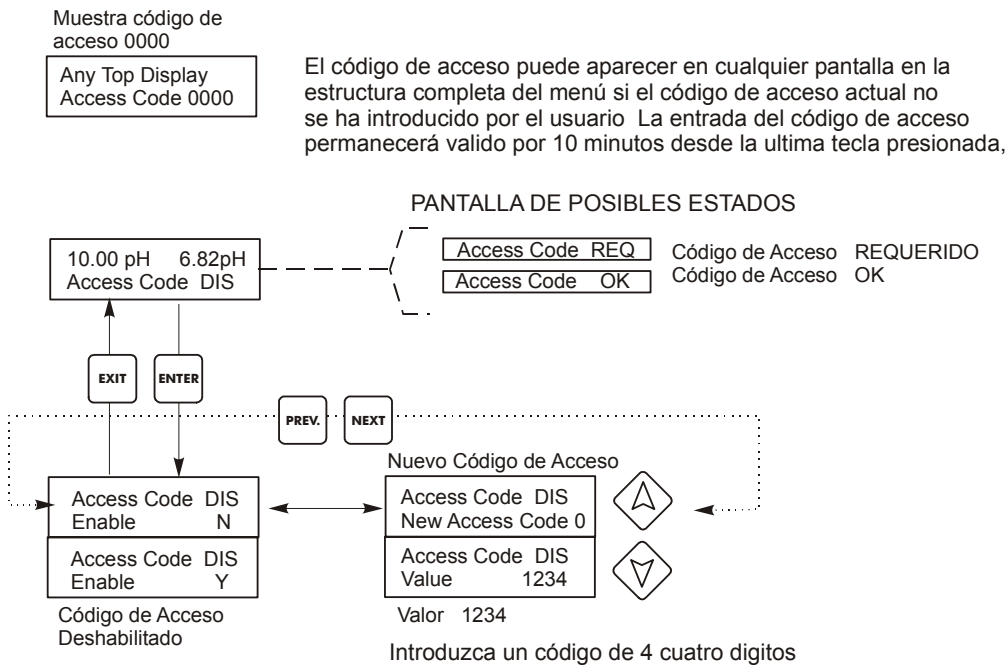 Muestra código de
acceso 0000
Any Top Display
Access Code 0000
El código de acceso puede aparecer en cualquier pantalla en la
estructura completa del menú si el código de acceso actual no
se ha introducido por el usuario La entrada del código de acceso
permanecerá valido por 10 minutos desde la ultima tecla presionada,
PANTALLA DE POSIBLES ESTADOS
10.00 pH 6.82pH
Access Code DIS
Access Code REQ
Código de Acceso REQUERIDO
Access Code OK
Código de Acceso OK
EXIT
ENTER
PREV.
NEXT
Access Code DIS
Enable N
Access Code DIS
Enable Y
Código de Acceso
Deshabilitado
Nuevo Código de Acceso
Access Code DIS
New Access Code 0
Access Code DIS
Value 1234
Valor 1234
Introduzca un código de 4 cuatro digitos